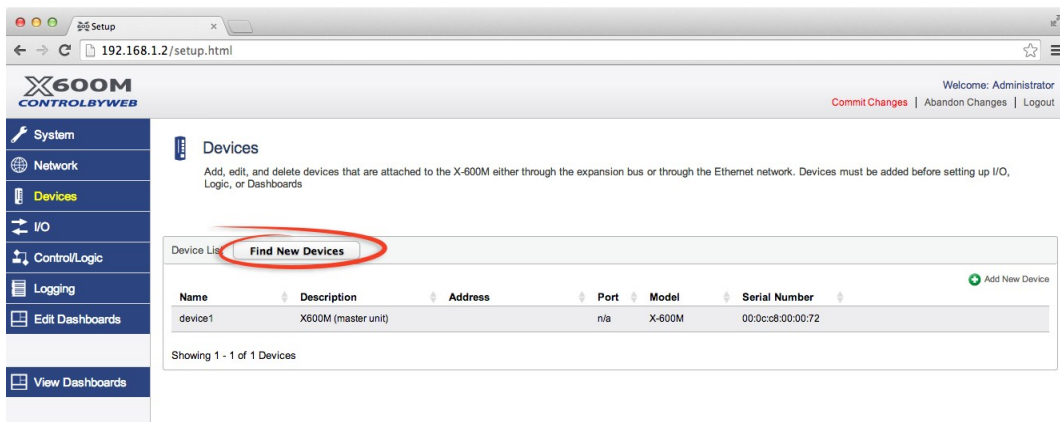 Setup
192.168.1.2/setup.html
X600M
CONTROLBYWEB
Welcome: Administrator
Commit Changes | Abandon Changes | Logout
System
Network
Devices
I/O
Control/Logic
Logging
Edit Dashboards
View Dashboards
Devices
Add, edit, and delete devices that are attached to the X-600M either through the expansion bus or through the Ethernet network. Devices must be added before setting up I/O,
Logic, or Dashboards
Device List Find New Devices
Add New Device
Name Description Address Port Model Serial Number
device1 X600M (master unit) n/a X-600M 00:0c:c8:00:00:72
Showing 1 - 1 of 1 Devices